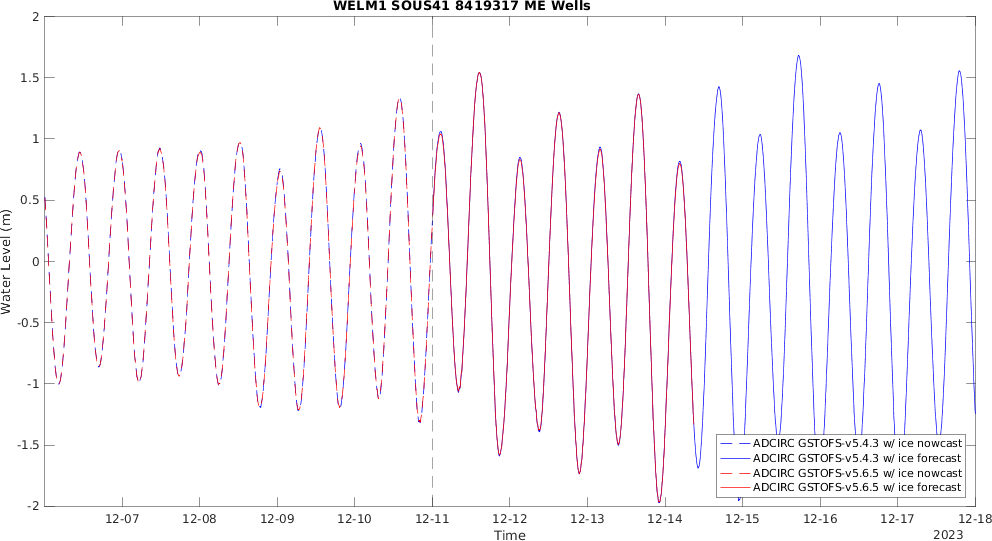 WELM1 SOUS41 8419317 ME Wells
2
1.5
1
0.5
0
-0.5
-1
-1.5
-2
Water Level (m)
ADCIRC GSTOFS-v5.4.3 w/ ice nowcast
ADCIRC GSTOFS-v5.4.3 w/ ice forecast
ADCIRC GSTOFS-v5.6.5 w/ ice nowcast
ADCIRC GSTOFS-v5.6.5 w/ ice forecast
12-07 12-08 12-09 12-10 12-11 12-12 12-13 12-14 12-15 12-16 12-17 12-18
Time
2023